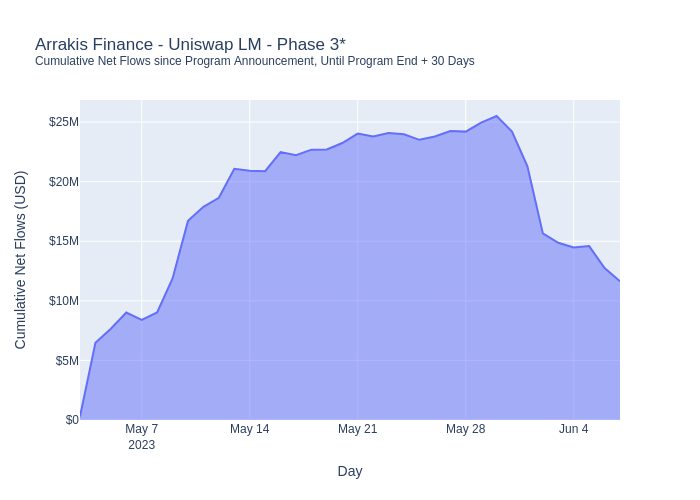 Arrakis Finance - Uniswap LM - Phase 3*
Cumulative Net Flows since Program Announcement, Until Program End + 30 Days
Cumulative Net Flows (USD)
$25M
$20M
$15M
$10M
$5M
$0
May 7
2023
May 14
May 21
May 28
Jun 4
Day